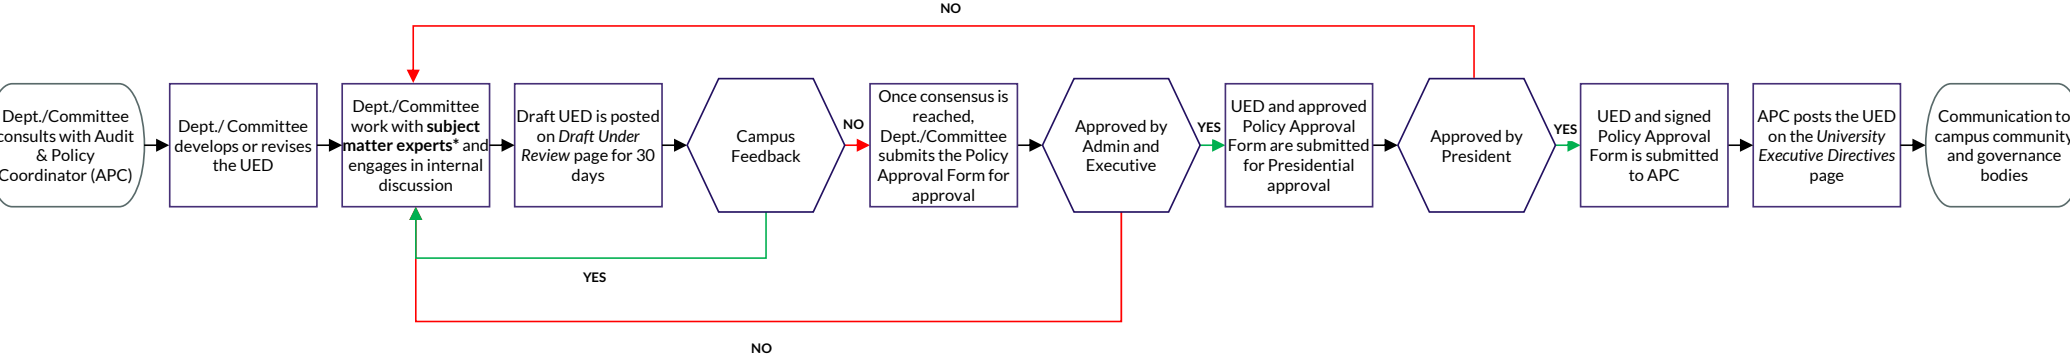 NO
Dept./Committee
consults with Audit
& Policy
Coordinator (APC)
Dept./ Committee
develops or revises
the UED
Dept./Committee
work with subject
matter experts* and
engages in internal
discussion
Draft UED is posted
on Draft Under
Review page for 30
days
Campus
Feedback
NO
Once consensus is
reached,
Dept./Committee
submits the Policy
Approval Form for
approval
Approved by
Admin and
Executive
YES
UED and approved
Policy Approval
Form are submitted
for Presidential
approval
Approved by
President
YES
UED and signed
Policy Approval
Form is submitted
to APC
APC posts the UED
on the University
Executive Directives
page
Communication to
campus community
and governance
bodies
YES
NO